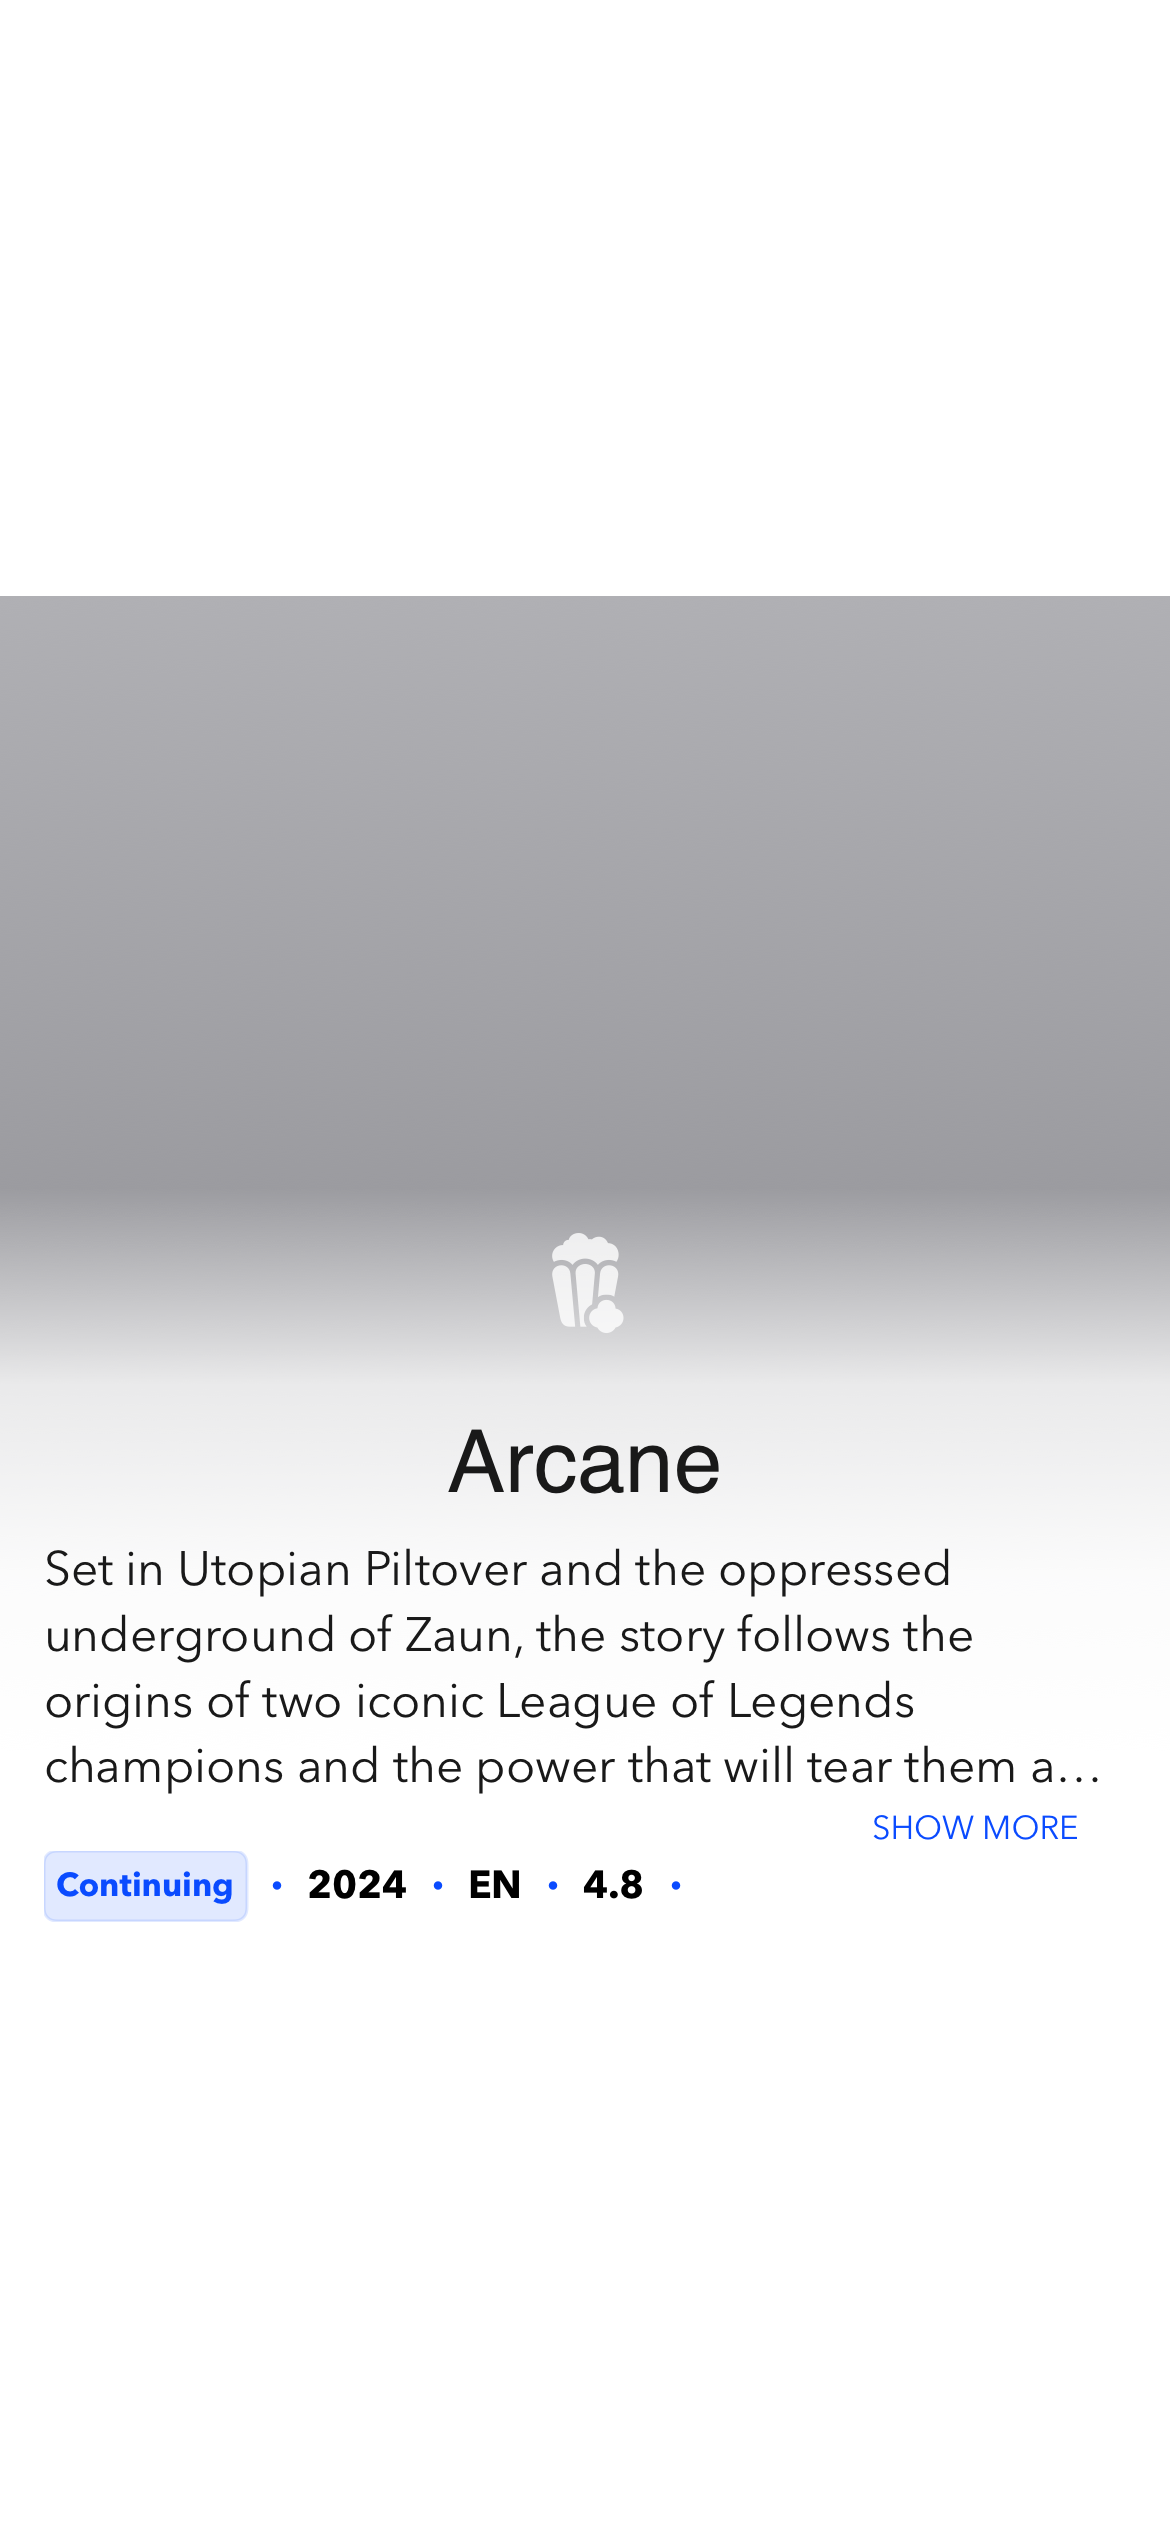 Arcane
Set in Utopian Piltover and the oppressed
underground of Zaun, the story follows the
origins of two iconic League of Legends
champions and the power that will tear them a...
SHOW MORE
Continuing • 2024 • EN • 4.8 •